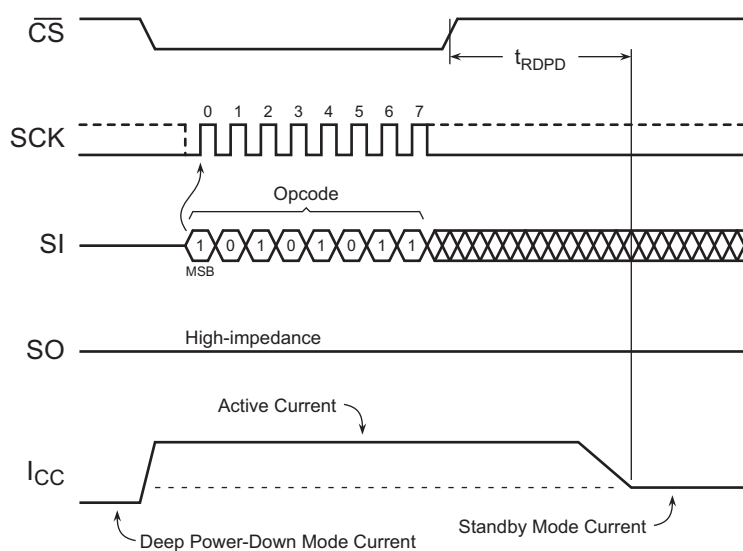 CS
tRDPD
0 1 2 3 4 5 6 7
SCK
Opcode
SI
1 0 1 0 1 0 1 1
MSB
High-impedance
SO
Active Current
ICC
Standby Mode Current
Deep Power-Down Mode Current